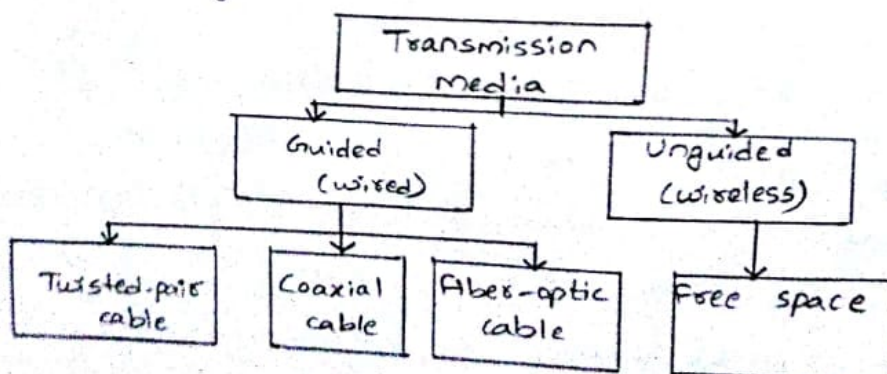 Transmission
media
Guided
(wired)
Unguided
(wireless)
Twisted-pair
cable
Coaxial
cable
Fiber-optic
cable
Free space